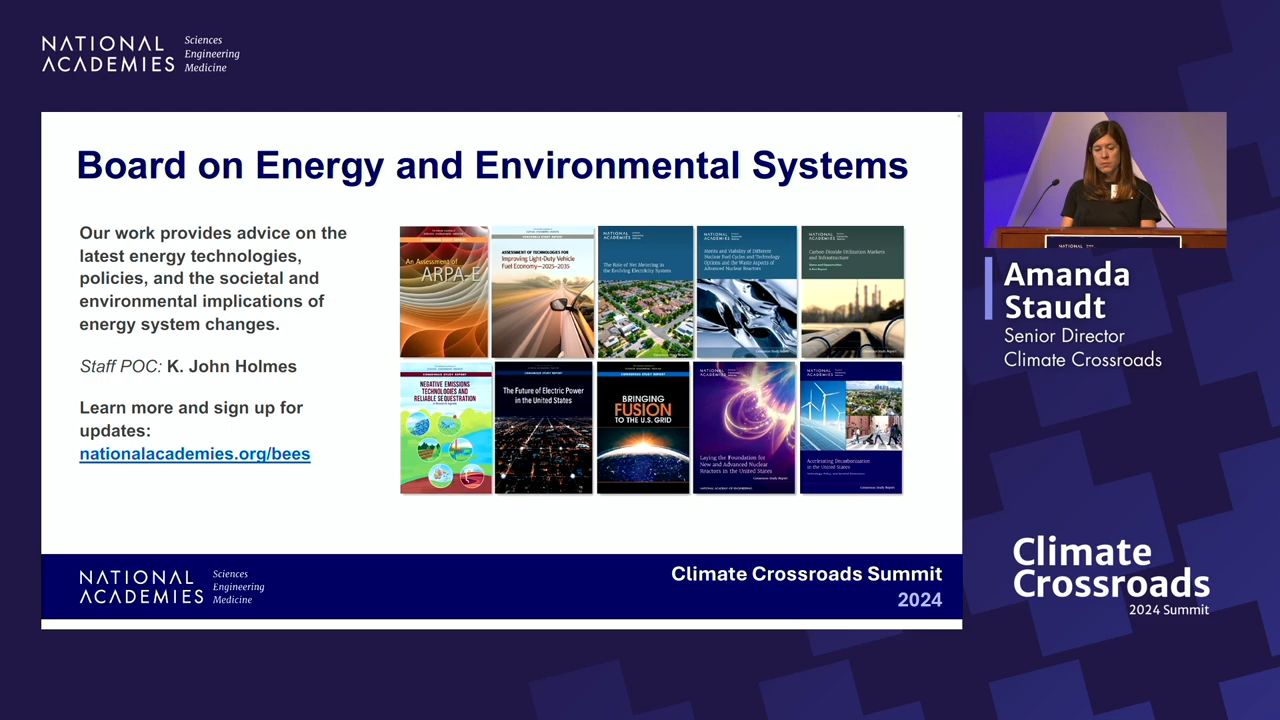 NATIONAL
ACADEMIES
Sciences
Engineering
Medicine
Board on Energy and Environmental Systems
Our work provides advice on the
latest energy technologies,
policies, and the societal and
environmental implications of
energy system changes.
Staff POC: K. John Holmes
Learn more and sign up for
updates:
nationalacademies.org/bees
An Assessment of
ARPA-E
ASSESSMENT OF TECHNOLOGIES FOR
Improving Light-Duty Vehicle
Fuel Economy—2025–2035
The Role of Net Metering in
the Evolving Electricity System
Merits and Viability of Different
Nuclear Fuel Cycles and Technology
Options and the Waste Aspects of
Advanced Nuclear Reactors
Carbon Dioxide Utilization Markets
and Infrastructure
NEGATIVE EMISSIONS
TECHNOLOGIES AND
RELIABLE SEQUESTRATION
The Future of Electric Power
in the United States
BRINGING
FUSION
TO THE U.S. GRID
Laying the Foundation for
New and Advanced Nuclear
Reactors in the United States
Consensus Study Report
Accelerating Decarbonization
in the United States
Consensus Study Report
NATIONAL
ACADEMIES
Sciences
Engineering
Medicine
Climate Crossroads Summit
2024
NATIONAL
Amanda
Staudt
Senior Director
Climate Crossroads
Climate
Crossroads
2024 Summit